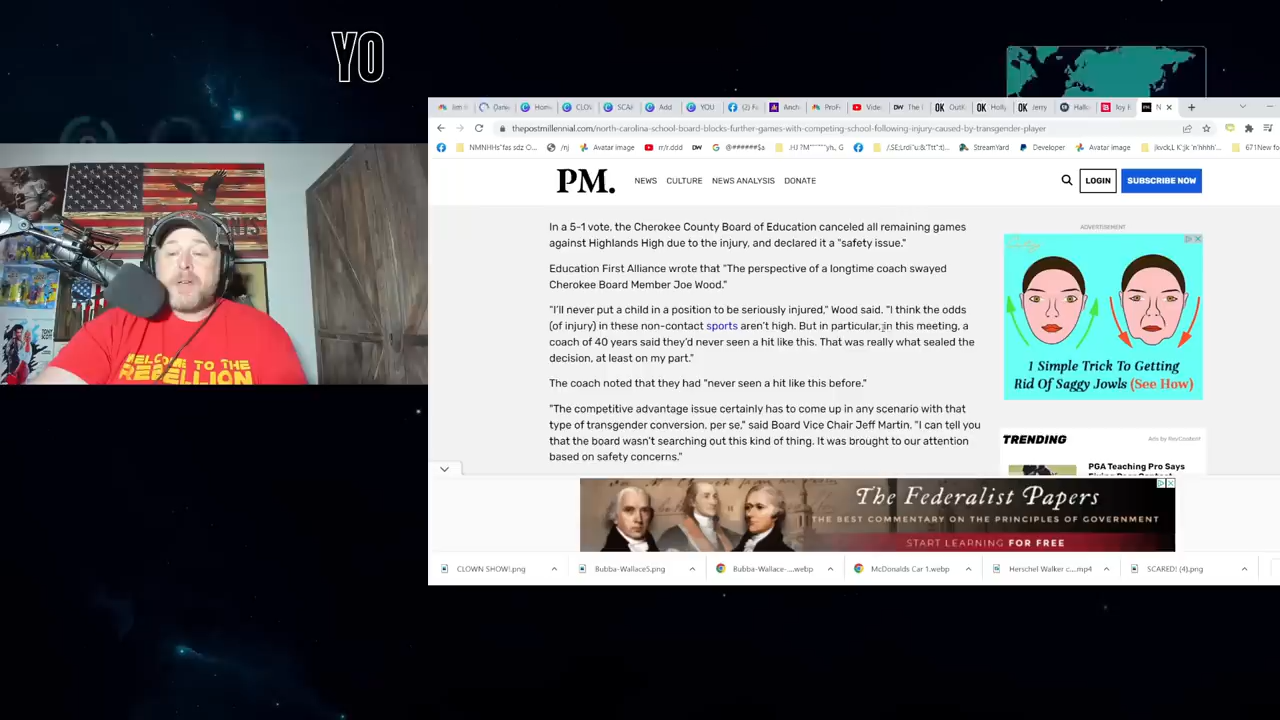 YO
Home
Add
YOU
thepostmillennial.com/north-carolina-school-board-blocks-further-games-with-competing-school-following-injury-caused-by-transgender-player
Avatar image
StreamYard
Developer
Avatar image
PM.
NEWS
CULTURE
NEWS ANALYSIS
DONATE
LOGIN
SUBSCRIBE NOW
In a 5-1 vote, the Cherokee County Board of Education canceled all remaining games
against Highlands High due to the injury, and declared it a "safety issue."
Education First Alliance wrote that "The perspective of a longtime coach swayed
Cherokee Board Member Joe Wood."
"I'll never put a child in a position to be seriously injured," Wood said. "I think the odds
(of injury) in these non-contact sports aren't high. But in particular, in this meeting, a
coach of 40 years said they'd never seen a hit like this. That was really what sealed the
decision, at least on my part."
The coach noted that they had "never seen a hit like this before."
"The competitive advantage issue certainly has to come up in any scenario with that
type of transgender conversion, per se," said Board Vice Chair Jeff Martin. "I can tell you
that the board wasn't searching out this kind of thing. It was brought to our attention
based on safety concerns."
ADVERTISEMENT
1 Simple Trick To Getting
Rid Of Saggy Jowls (See How)
TRENDING
Ads by RevContent
PGA Teaching Pro Says
WELCOME TO THE
REBELLION
The Federalist Papers
THE BEST COMMENTARY ON THE PRINCIPLES OF GOVERNMENT
START LEARNING FOR FREE
CLOWN SHOW!.png
Bubba-Wallace5.png
Bubba-Wallace-....webp
McDonalds Car 1.webp
Herschel Walker c....mp4
SCARED! (4).png